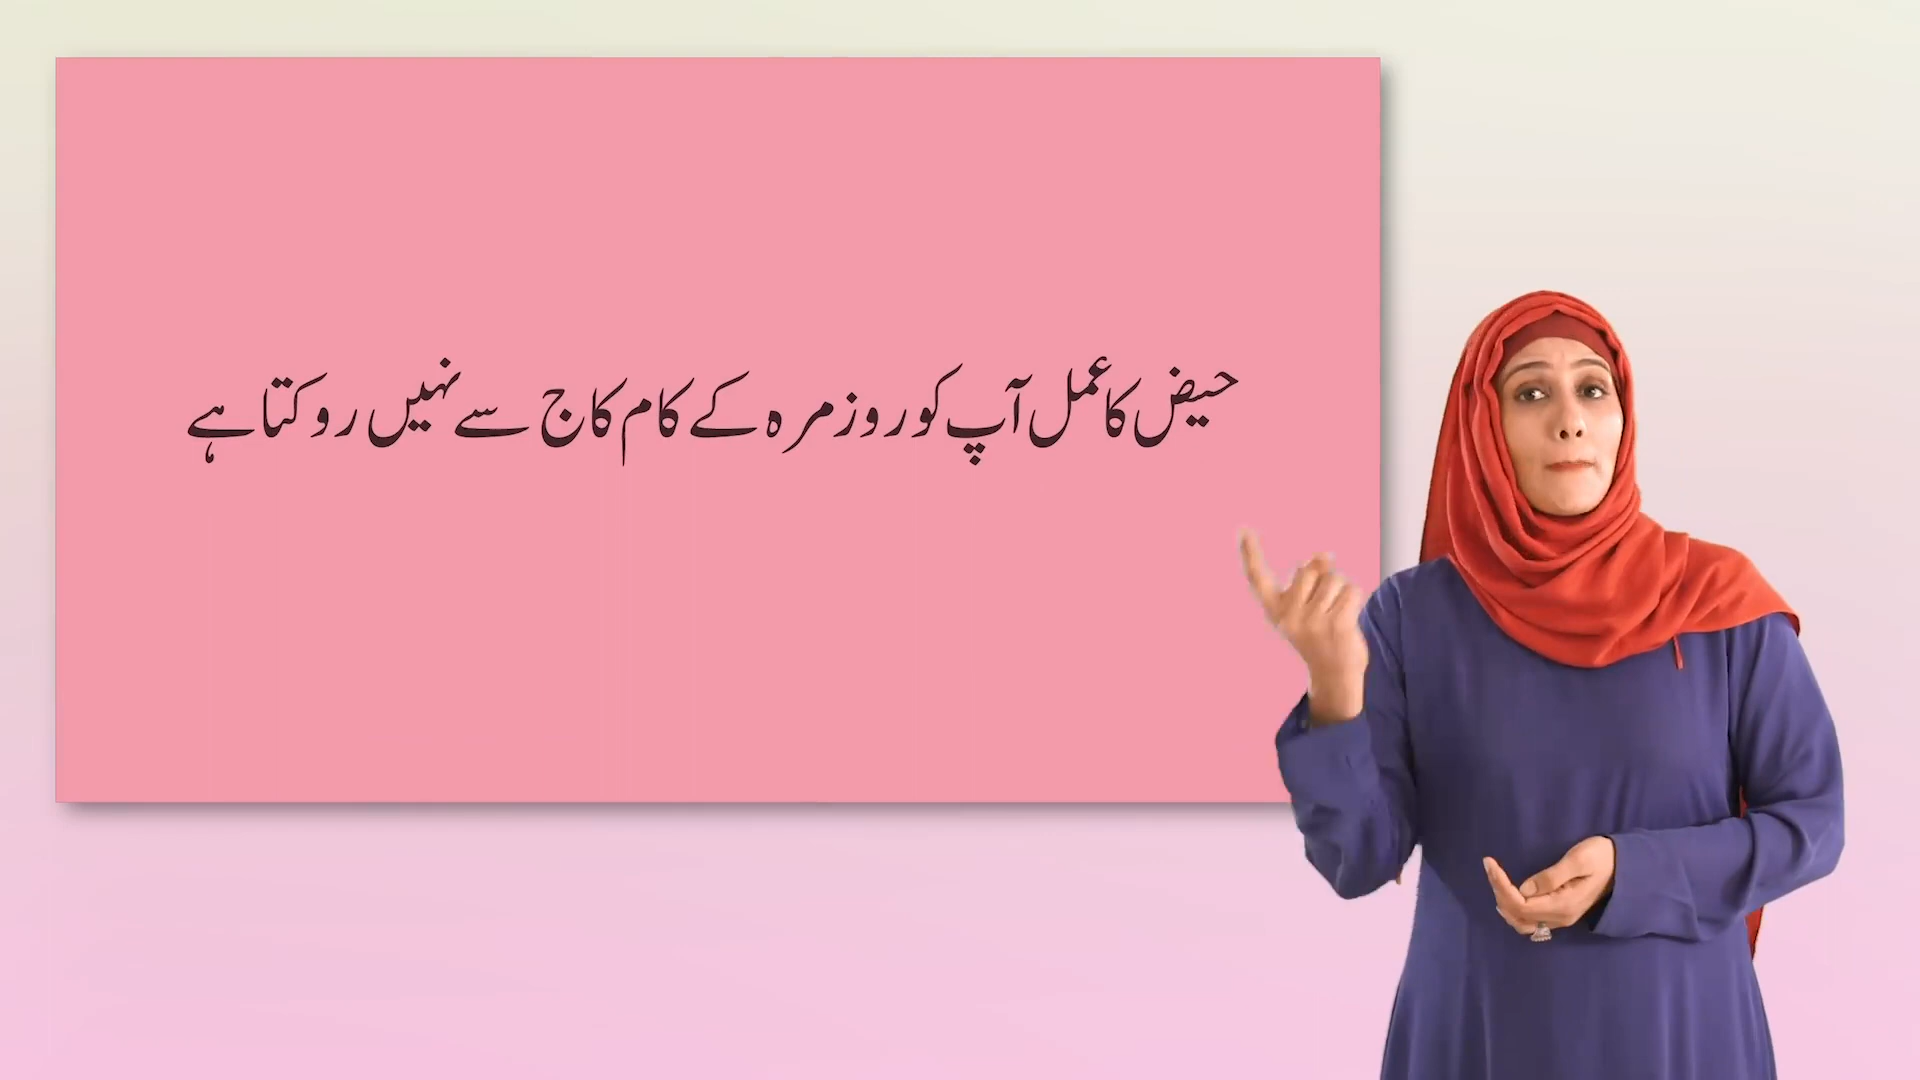 حیض کا عمل آپ کو روزمرہ کے کام کاج سے نہیں روکتا ہے